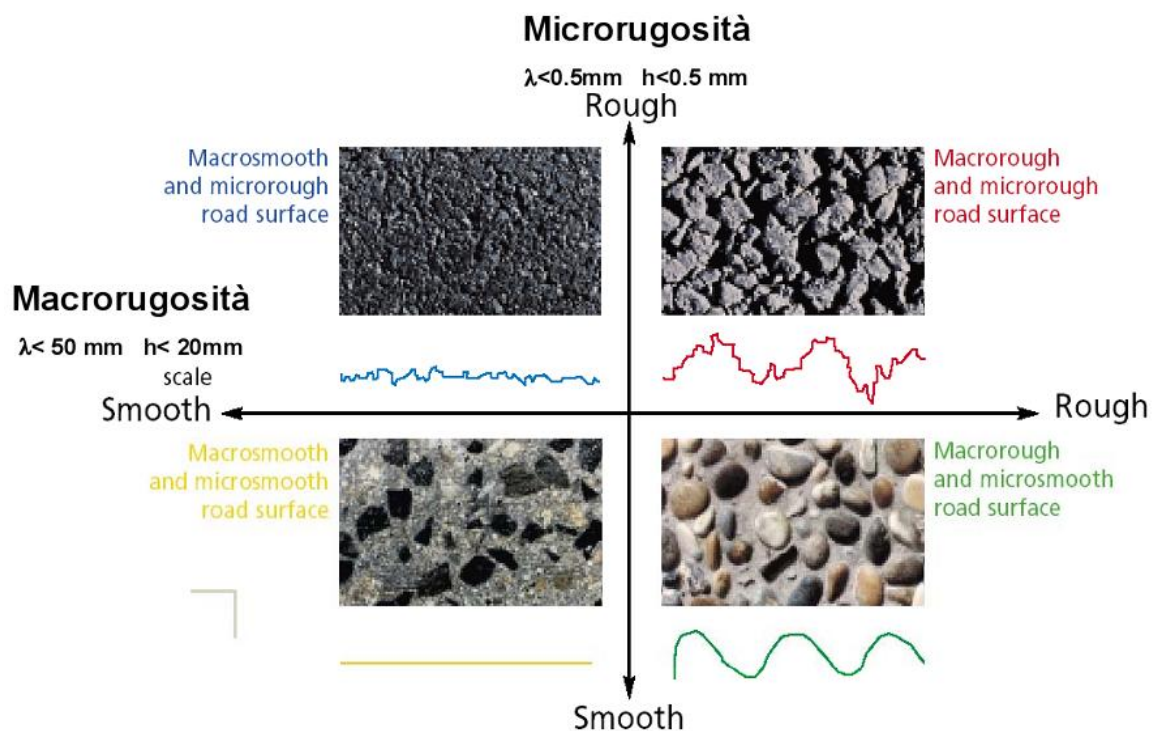 Microrugosità
λ<0.5mm h<0.5 mm
Rough
Macrosmooth
and microrough
road surface
Macrorough
and microrough
road surface
Macrorugosità
λ< 50 mm h< 20mm
scale
Smooth
Rough
Macrosmooth
and microsmooth
road surface
Macrorough
and microsmooth
road surface
Smooth